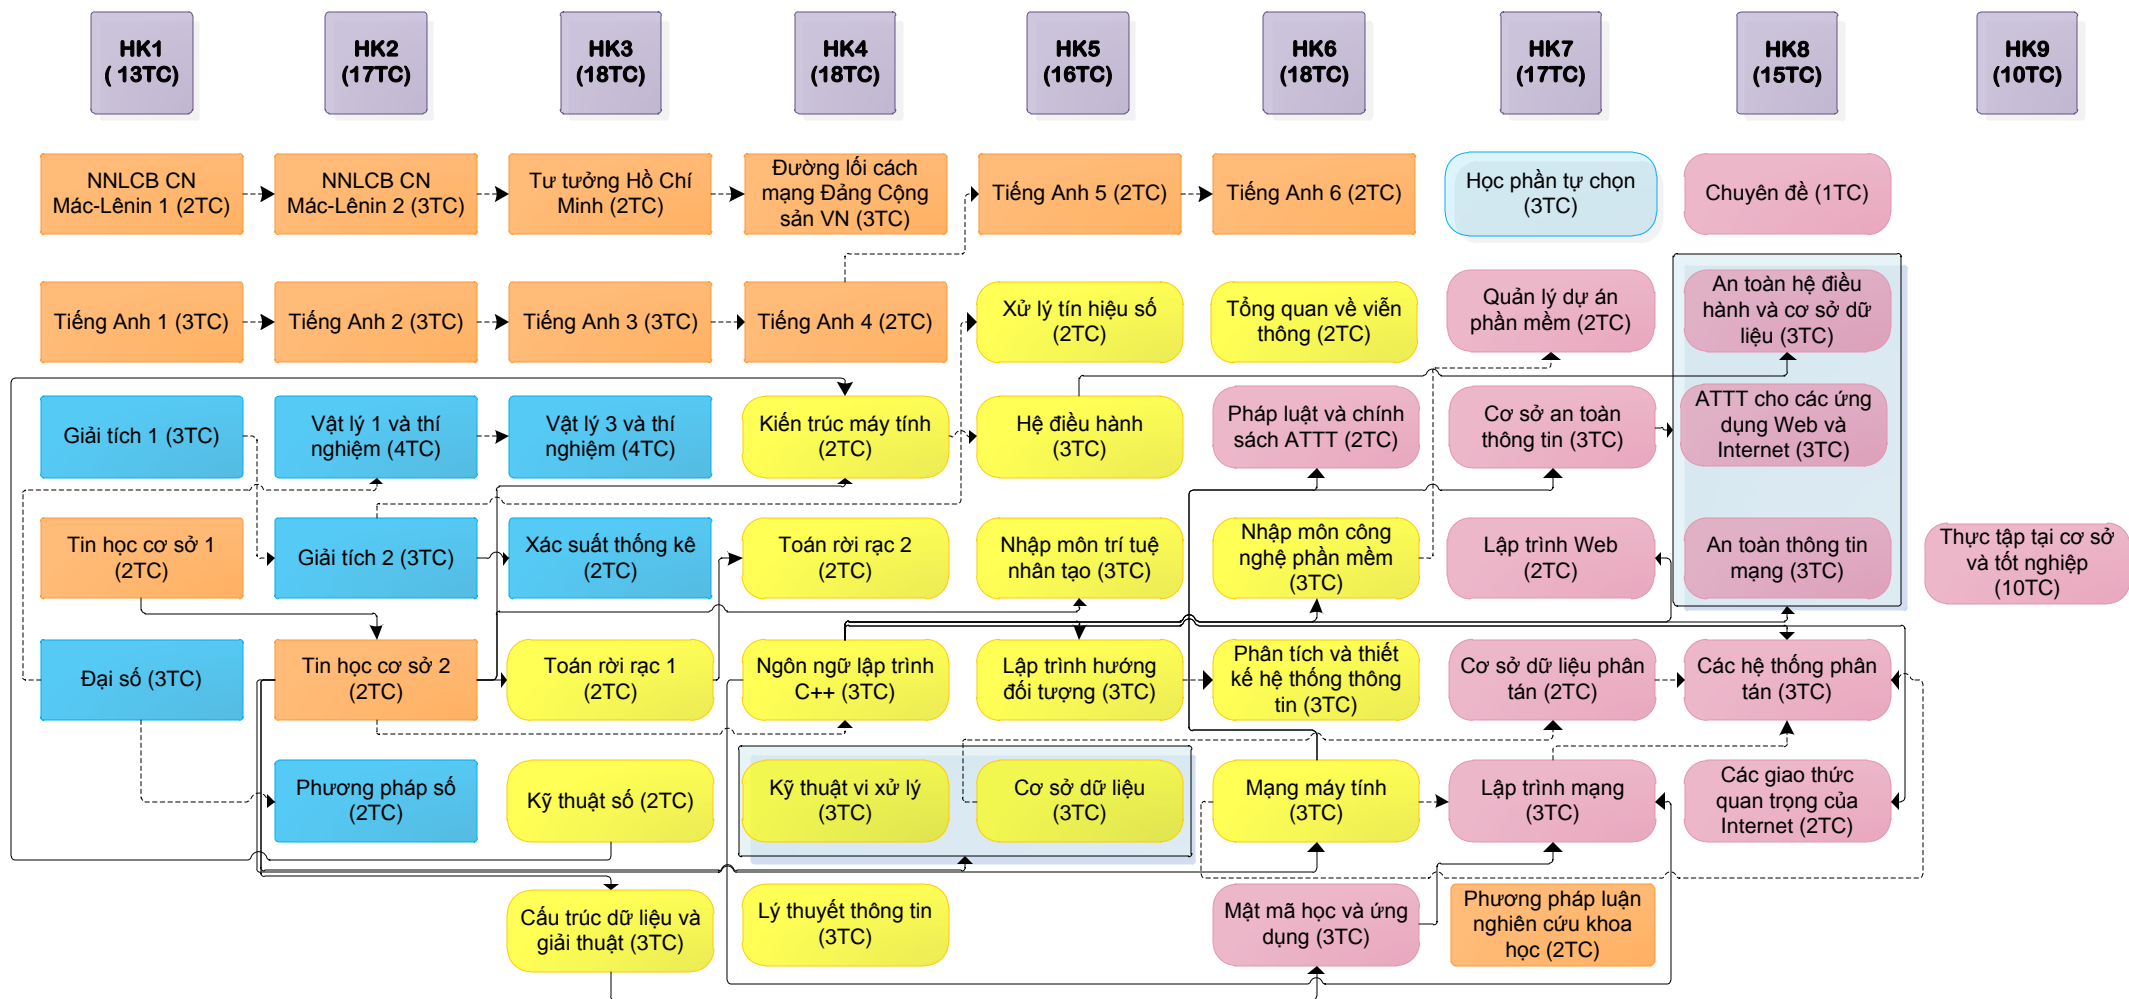 HK1
( 13TC)
HK2
(17TC)
HK3
(18TC)
HK4
(18TC)
HK5
(16TC)
HK6
(18TC)
HK7
(17TC)
HK8
(15TC)
HK9
(10TC)
NNLCB CN
Mác-Lênin 1 (2TC)
NNLCB CN
Mác-Lênin 2 (3TC)
Tư tưởng Hồ Chí
Minh (2TC)
Đường lối cách
mạng Đảng Cộng
sản VN (3TC)
Tiếng Anh 5 (2TC)
Tiếng Anh 6 (2TC)
Học phần tự chọn
(3TC)
Chuyên đề (1TC)
Tiếng Anh 1 (3TC)
Tiếng Anh 2 (3TC)
Tiếng Anh 3 (3TC)
Tiếng Anh 4 (2TC)
Xử lý tín hiệu số
(2TC)
Tổng quan về viễn
thông (2TC)
Quản lý dự án
phần mềm (2TC)
An toàn hệ điều
hành và cơ sở dữ
liệu (3TC)
Giải tích 1 (3TC)
Vật lý 1 và thí
nghiệm (4TC)
Vật lý 3 và thí
nghiệm (4TC)
Kiến trúc máy tính
(2TC)
Hệ điều hành
(3TC)
Pháp luật và chính
sách ATTT (2TC)
Cơ sở an toàn
thông tin (3TC)
ATTT cho các ứng
dụng Web và
Internet (3TC)
Tin học cơ sở 1
(2TC)
Giải tích 2 (3TC)
Xác suất thống kê
(2TC)
Toán rời rạc 2
(2TC)
Nhập môn trí tuệ
nhân tạo (3TC)
Nhập môn công
nghệ phần mềm
(3TC)
Lập trình Web
(2TC)
An toàn thông tin
mạng (3TC)
Thực tập tại cơ sở
và tốt nghiệp
(10TC)
Đại số (3TC)
Tin học cơ sở 2
(2TC)
Toán rời rạc 1
(2TC)
Ngôn ngữ lập trình
C++ (3TC)
Lập trình hướng
đối tượng (3TC)
Phân tích và thiết
kế hệ thống thông
tin (3TC)
Cơ sở dữ liệu phân
tán (2TC)
Các hệ thống phân
tán (3TC)
Phương pháp số
(2TC)
Kỹ thuật số (2TC)
Kỹ thuật vi xử lý
(3TC)
Cơ sở dữ liệu
(3TC)
Mạng máy tính
(3TC)
Lập trình mạng
(3TC)
Các giao thức
quan trọng của
Internet (2TC)
Cấu trúc dữ liệu và
giải thuật (3TC)
Lý thuyết thông tin
(3TC)
Mật mã học và ứng
dụng (3TC)
Phương pháp luận
nghiên cứu khoa
học (2TC)